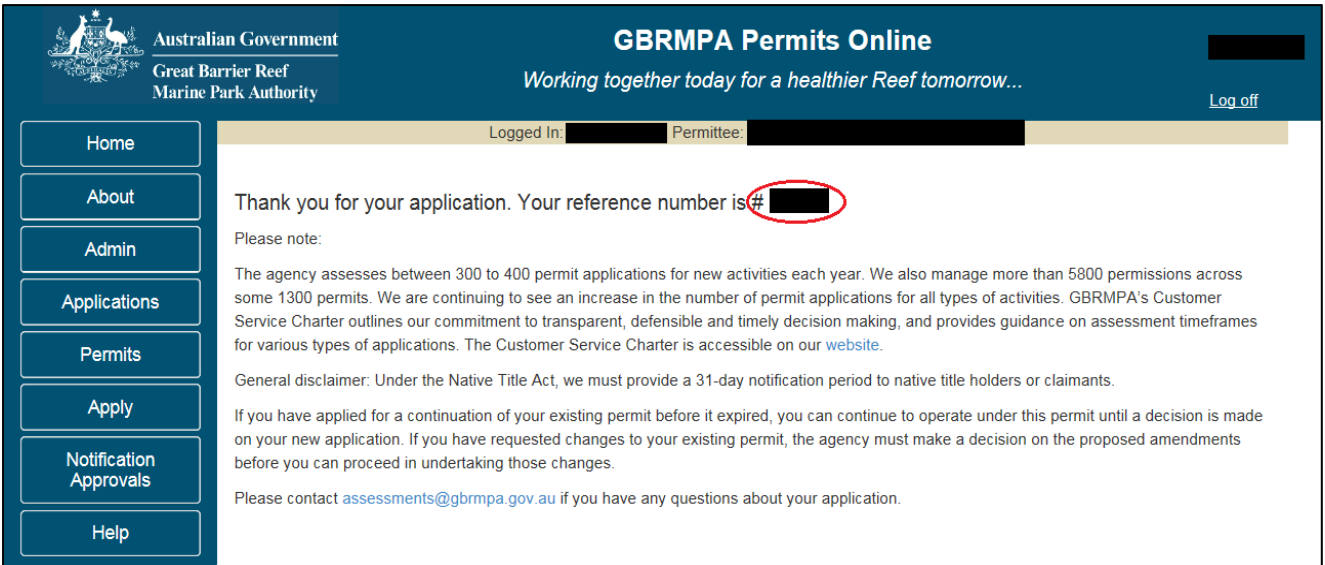 Australian Government
Great Barrier Reef
Marine Park Authority
GBRMPA Permits Online
Working together today for a healthier Reef tomorrow...
Log off
Logged In: Permittee:
Home
About
Admin
Applications
Permits
Apply
Notification
Approvals
Help
Thank you for your application. Your reference number is #
Please note:
The agency assesses between 300 to 400 permit applications for new activities each year. We also manage more than 5800 permissions across
some 1300 permits. We are continuing to see an increase in the number of permit applications for all types of activities. GBRMPA's Customer
Service Charter outlines our commitment to transparent, defensible and timely decision making, and provides guidance on assessment timeframes
for various types of applications. The Customer Service Charter is accessible on our website.
General disclaimer: Under the Native Title Act, we must provide a 31-day notification period to native title holders or claimants.
If you have applied for a continuation of your existing permit before it expired, you can continue to operate under this permit until a decision is made
on your new application. If you have requested changes to your existing permit, the agency must make a decision on the proposed amendments
before you can proceed in undertaking those changes.
Please contact assessments@gbrmpa.gov.au if you have any questions about your application.